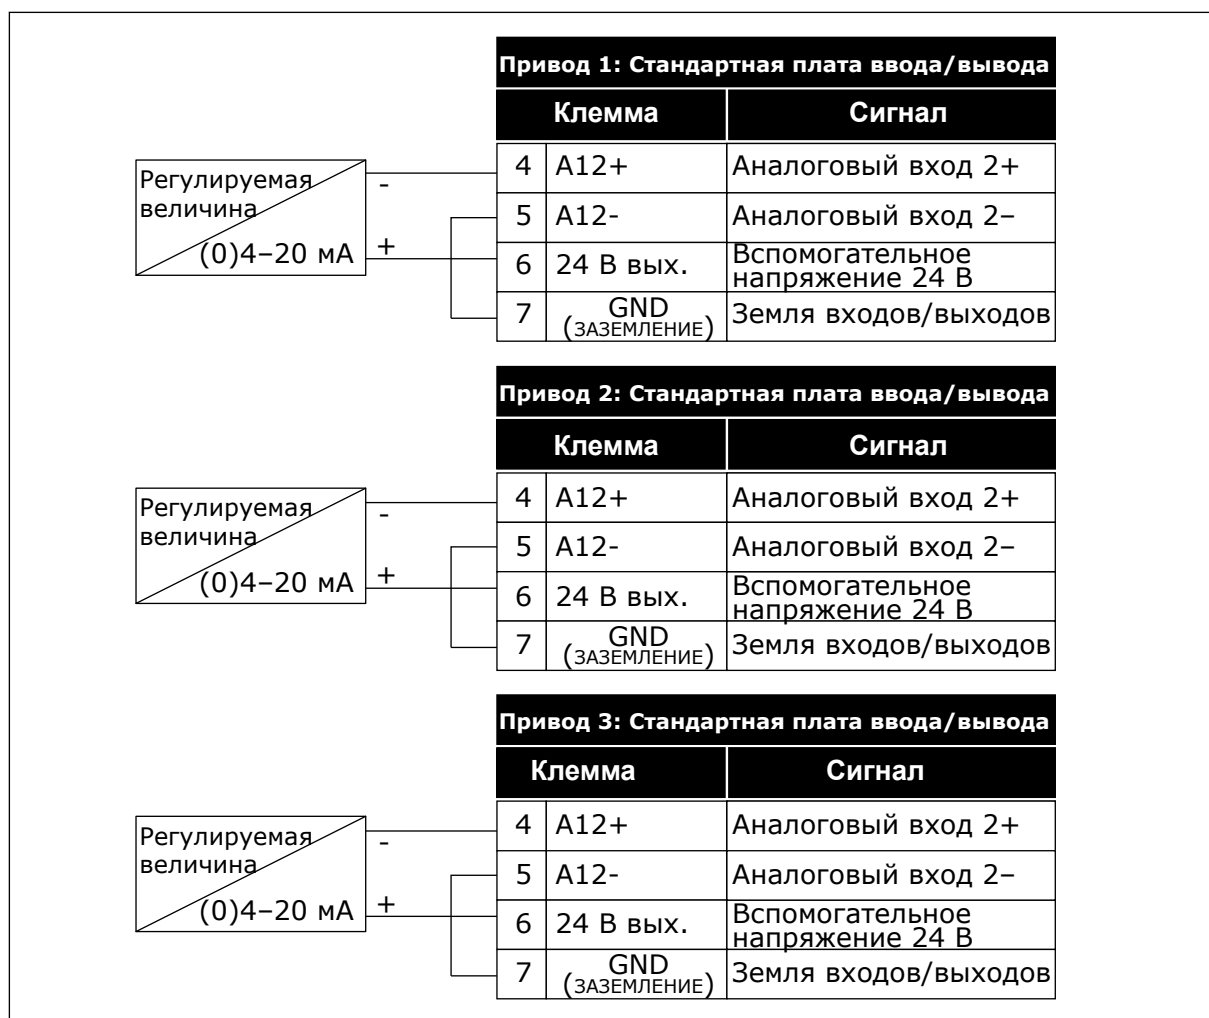 Привод 1: Стандартная плата ввода/вывода
Клемма Сигнал
Регулируемая
величина
(0)4–20 мА
-
+
4 A12+ Аналоговый вход 2+
5 A12- Аналоговый вход 2–
6 24 В вых. Вспомогательное
напряжение 24 В
7 GND
(ЗАЗЕМЛЕНИЕ) Земля входов/выходов
Привод 2: Стандартная плата ввода/вывода
Клемма Сигнал
Регулируемая
величина
(0)4–20 мА
-
+
4 A12+ Аналоговый вход 2+
5 A12- Аналоговый вход 2–
6 24 В вых. Вспомогательное
напряжение 24 В
7 GND
(ЗАЗЕМЛЕНИЕ) Земля входов/выходов
Привод 3: Стандартная плата ввода/вывода
Клемма Сигнал
Регулируемая
величина
(0)4–20 мА
-
+
4 A12+ Аналоговый вход 2+
5 A12- Аналоговый вход 2–
6 24 В вых. Вспомогательное
напряжение 24 В
7 GND
(ЗАЗЕМЛЕНИЕ) Земля входов/выходов